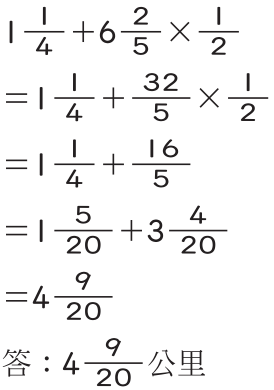 1 1/4 + 6 2/5 × 1/2
= 1 1/4 + 32/5 × 1/2
= 1 1/4 + 16/5
= 1 5/20 + 3 4/20
= 4 9/20
答：4 9/20 公里